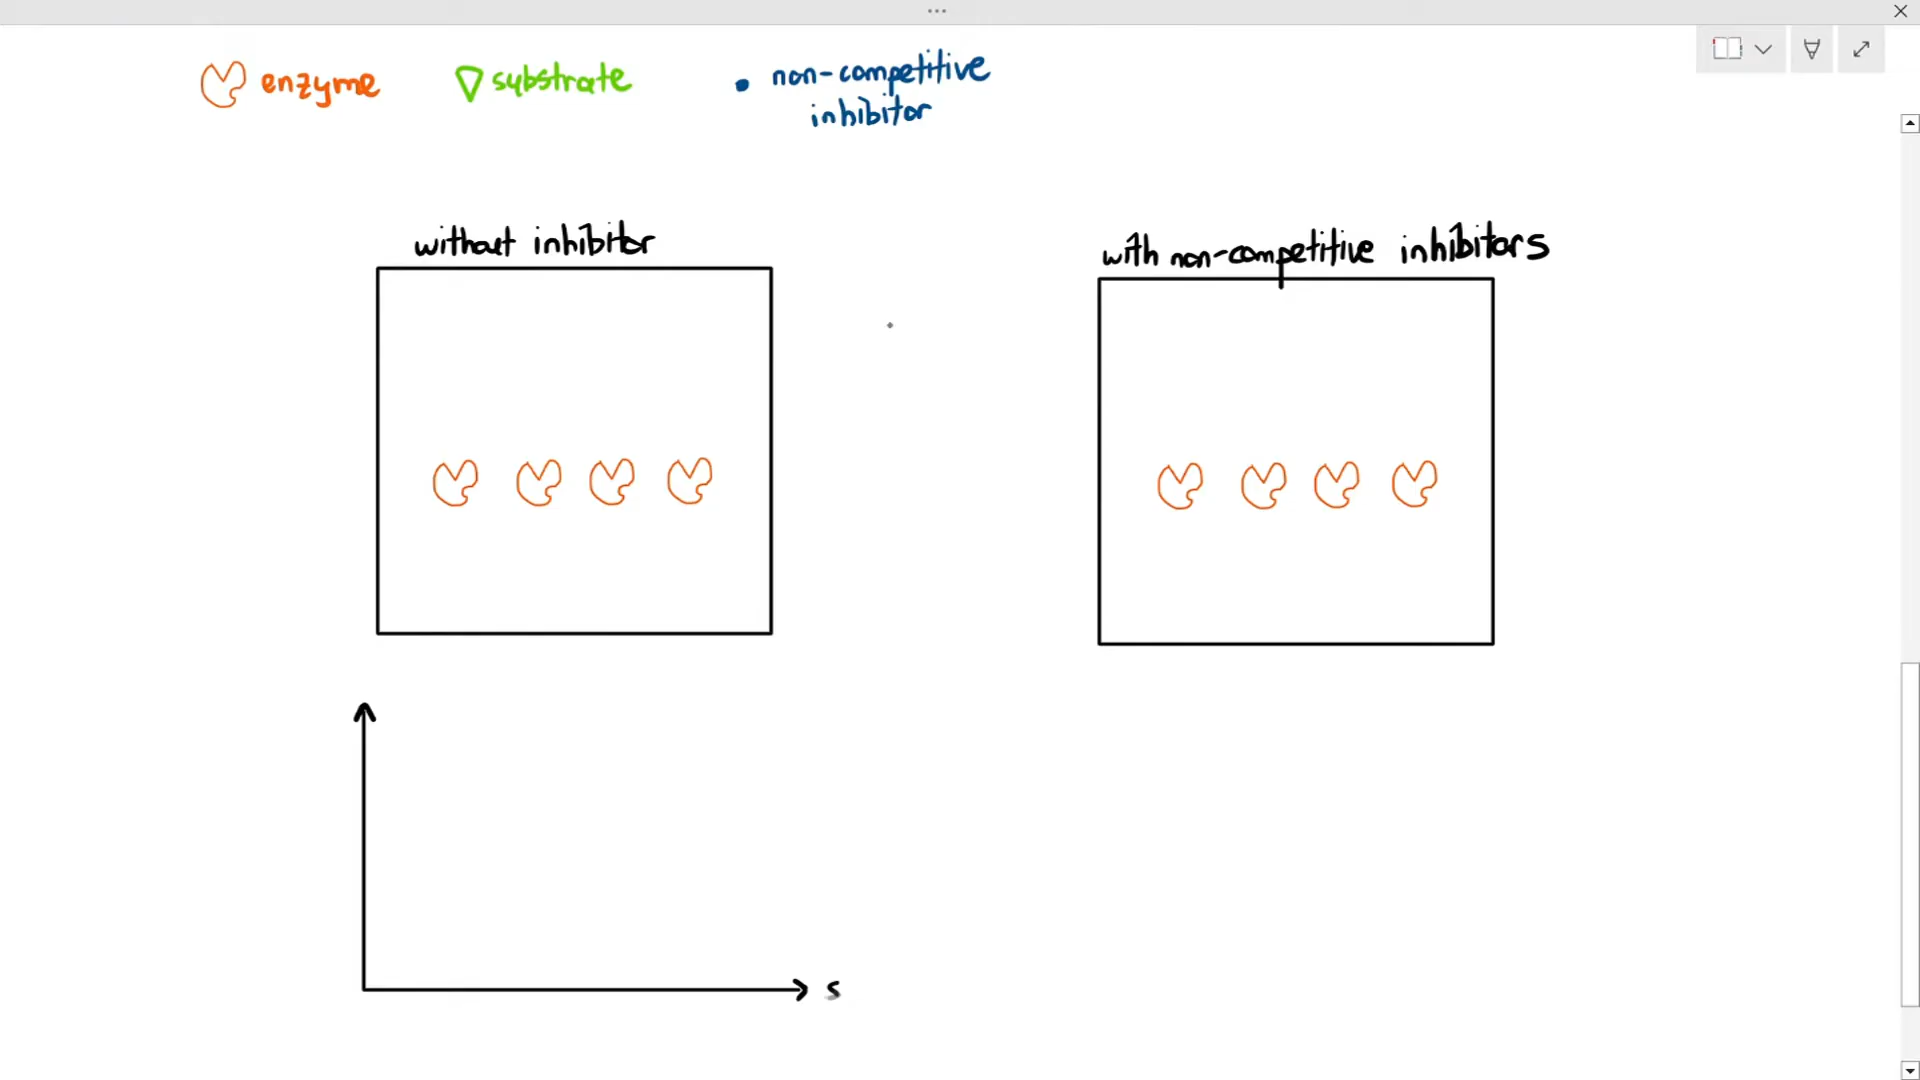 enzyme
substrate
non-competitive
inhibitor
without inhibitor
with non-competitive inhibitors
s